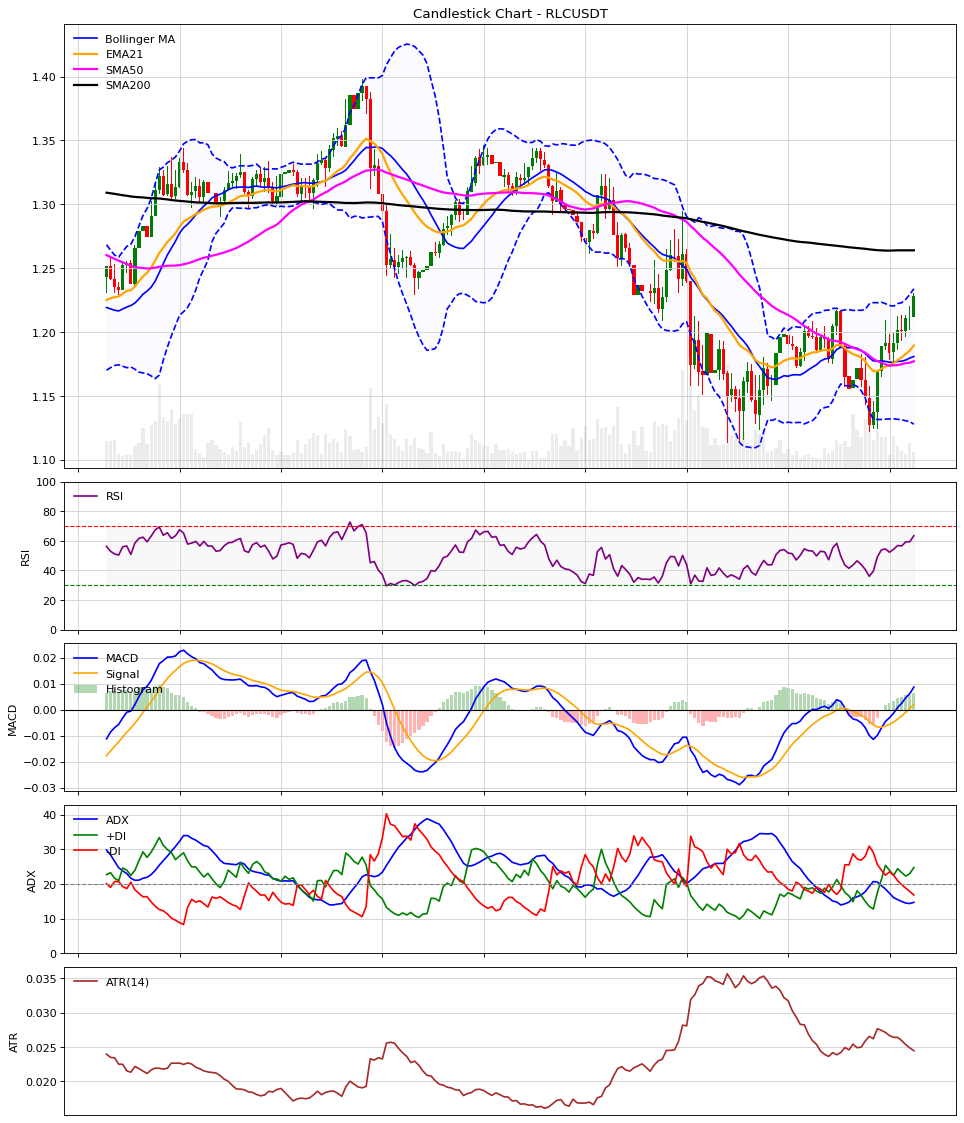 Candlestick Chart - RLCUSDT
Bollinger MA
EMA21
SMA50
SMA200
1.40
1.35
1.30
1.25
1.20
1.15
1.10
RSI
100
80
60
40
20
0
RSI
MACD
Signal
Histogram
0.02
0.01
0.00
−0.01
−0.02
−0.03
MACD
ADX
+DI
-DI
40
30
20
10
0
ADX
ATR(14)
0.035
0.030
0.025
0.020
ATR